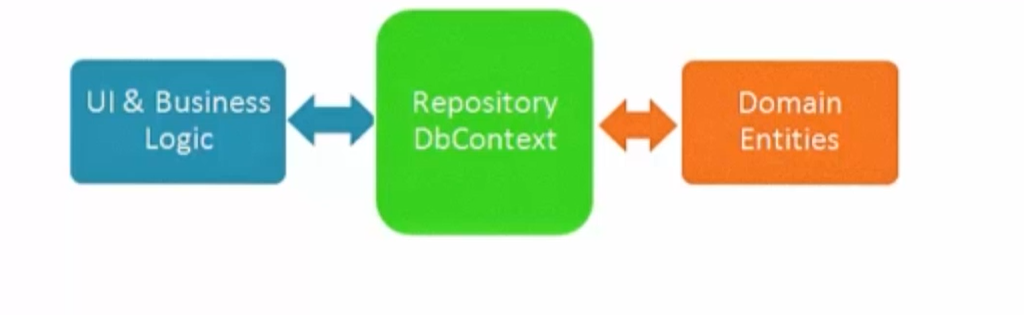 UI & Business
Logic
Repository
DbContext
Domain
Entities